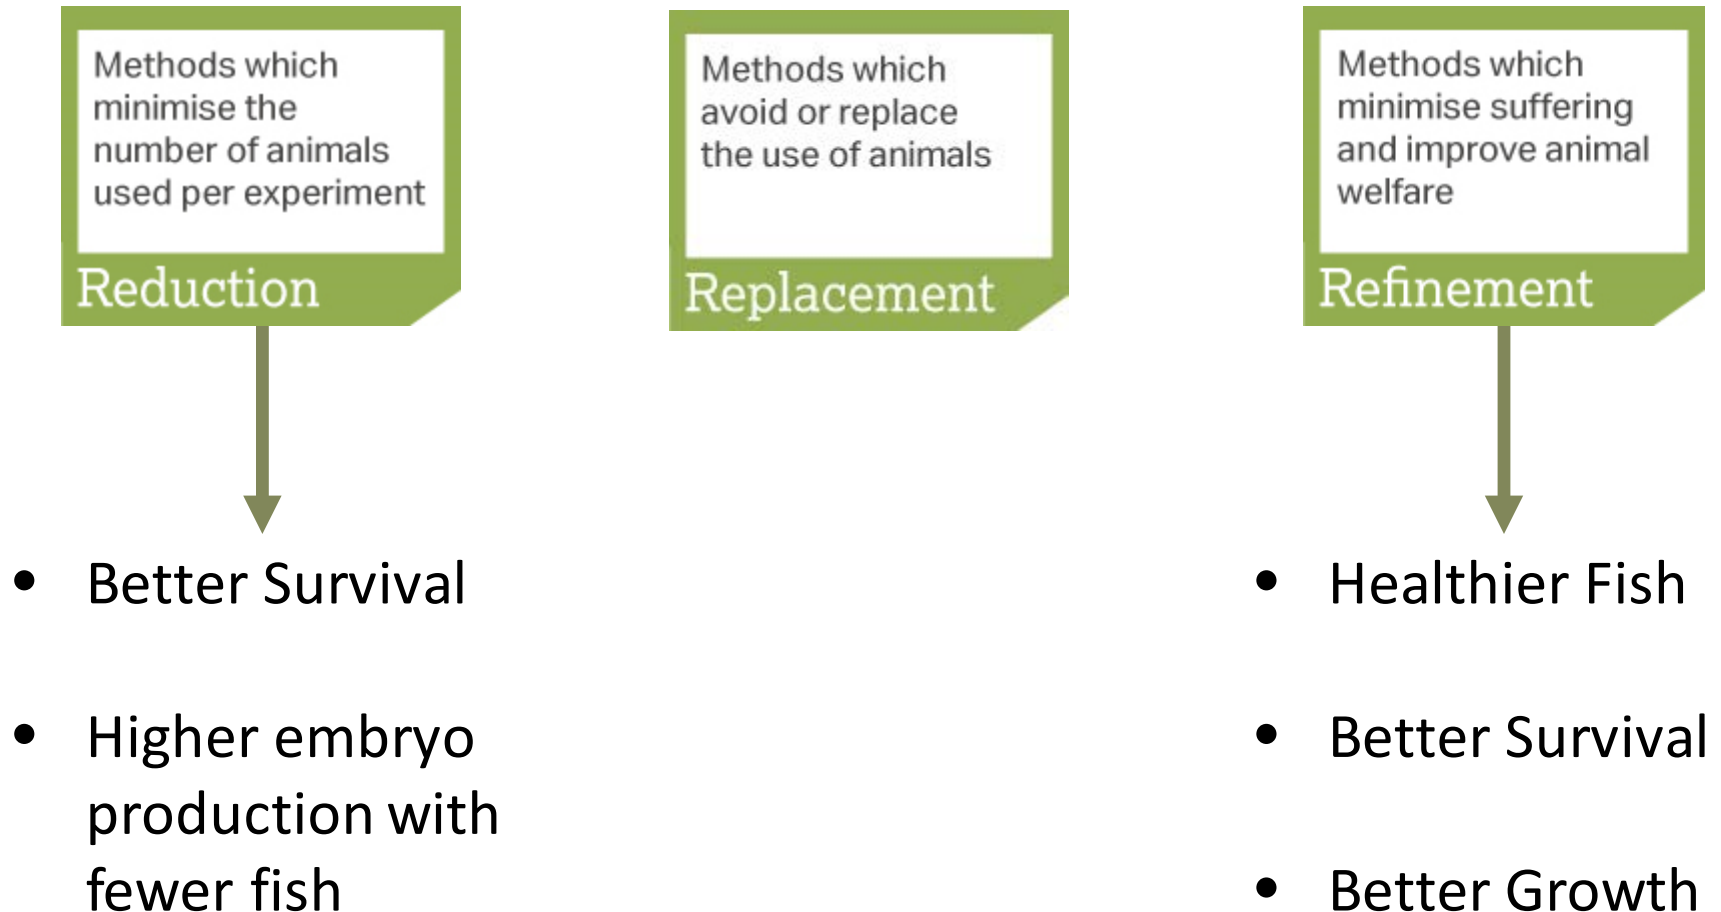 Methods which
minimise the
number of animals
used per experiment
Reduction
Methods which
avoid or replace
the use of animals
Replacement
Methods which
minimise suffering
and improve animal
welfare
Refinement
• Better Survival
• Higher embryo
production with
fewer fish
• Healthier Fish
• Better Survival
• Better Growth